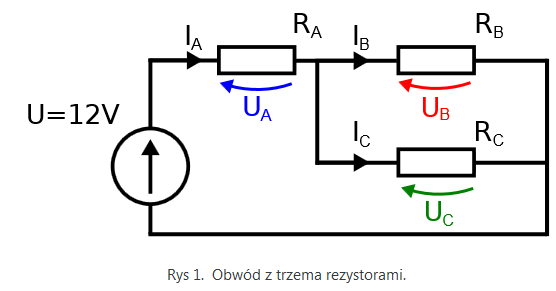 I_A R_A I_B R_B
U=12V
U_A U_B
I_C R_C
U_C
Rys 1. Obwód z trzema rezystorami.